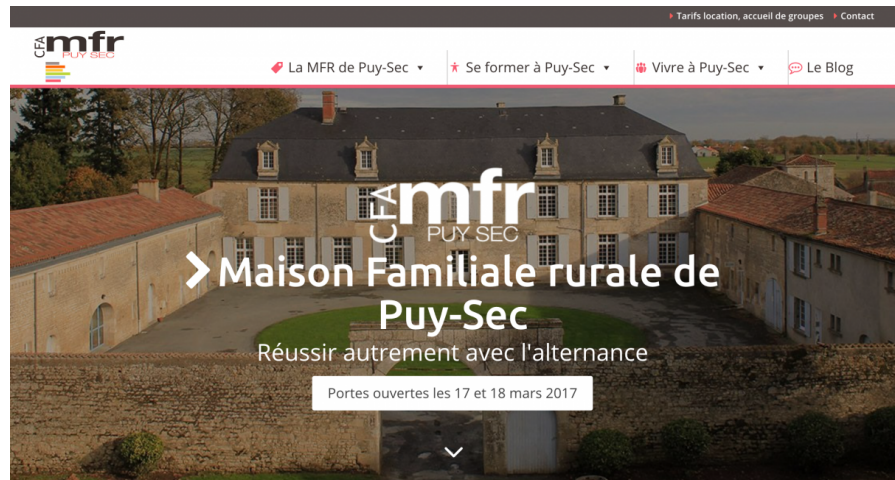 Tarifs location, accueil de groupes Contact
CFA mfr
PUY SEC
La MFR de Puy-Sec Se former à Puy-Sec Vivre à Puy-Sec Le Blog
CFA mfr
PUY SEC
Maison Familiale rurale de
Puy-Sec
Réussir autrement avec l'alternance
Portes ouvertes les 17 et 18 mars 2017